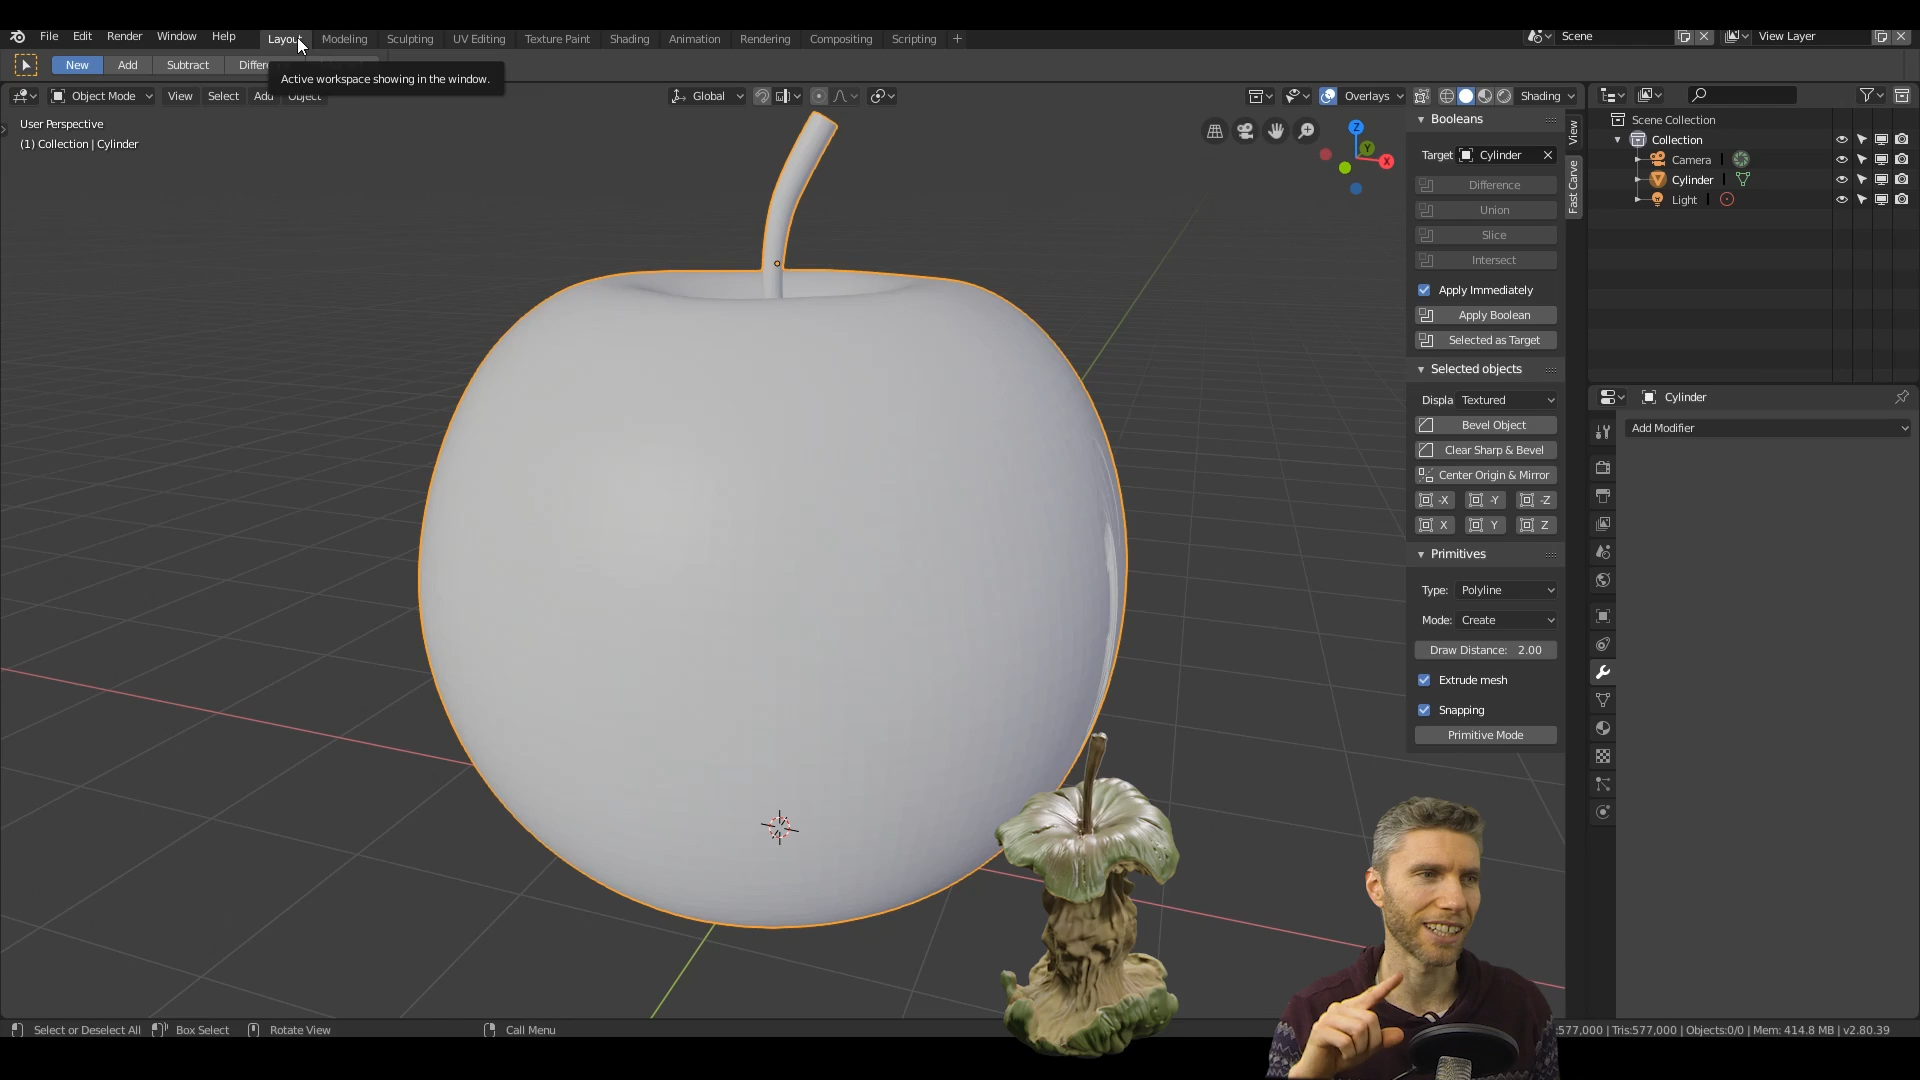 File Edit Render Window Help Layout Modeling Sculpting UV Editing Texture Paint Shading Animation Rendering Compositing Scripting + Scene View Layer
New Add Subtract
Active workspace showing in the window.
Object Mode View Select Add Object Global Overlays Shading
User Perspective
(1) Collection | Cylinder
Z
Y
X
Booleans
Target Cylinder
Difference
Union
Slice
Intersect
Apply Immediately
Apply Boolean
Selected as Target
Selected objects
Displa Textured
Bevel Object
Clear Sharp & Bevel
Center Origin & Mirror
-X -Y -Z
X Y Z
Primitives
Type: Polyline
Mode: Create
Draw Distance: 2.00
Extrude mesh
Snapping
Primitive Mode
View
Fast Carve
Scene Collection
Collection
Camera
Cylinder
Light
Cylinder
Add Modifier
Select or Deselect All Box Select Rotate View Call Menu
:577,000 | Tris:577,000 | Objects:0/0 | Mem: 414.8 MB | v2.80.39